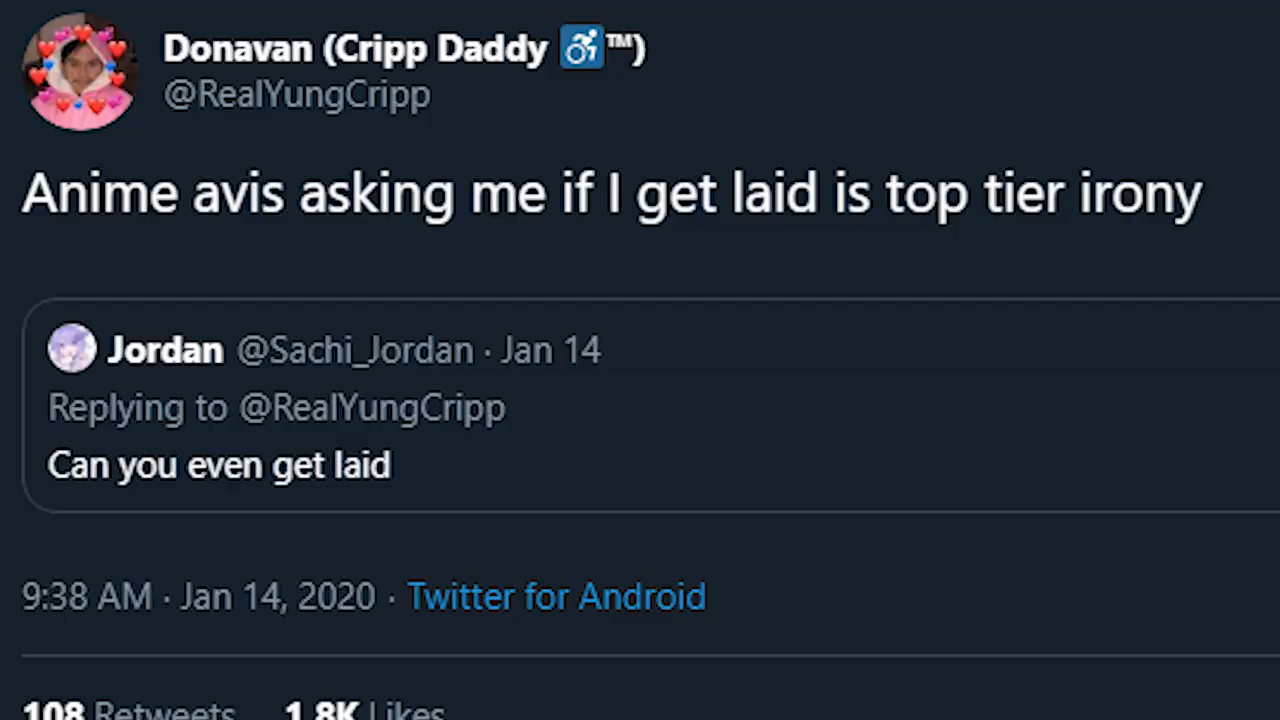 Donavan (Cripp Daddy ♿™)
@RealYungCripp
Anime avis asking me if I get laid is top tier irony
Jordan @Sachi_Jordan · Jan 14
Replying to @RealYungCripp
Can you even get laid
9:38 AM · Jan 14, 2020 · Twitter for Android
108 Retweets 1.8K Likes